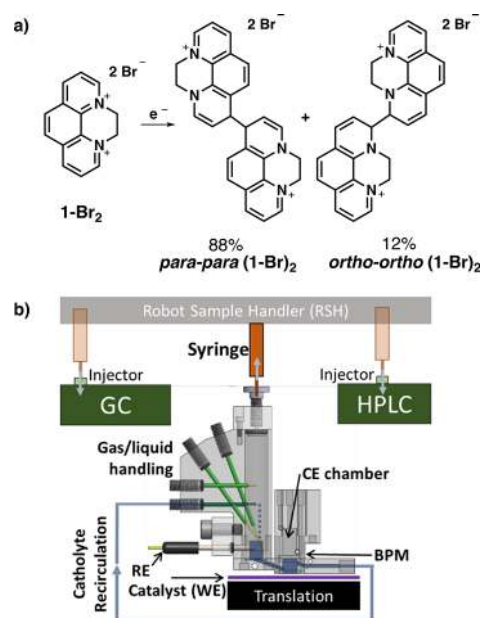 a)
2 Br⁻
2 Br⁻
2 Br⁻
N⁺
N⁺
e⁻
N⁺
N
+
N
N⁺
N⁺
N
N
N⁺
1-Br₂
88%
12%
para-para (1-Br)₂
ortho-ortho (1-Br)₂
b)
Robot Sample Handler (RSH)
Syringe
Injector
Injector
GC
HPLC
Gas/liquid
handling
CE chamber
Catholyte
Recirculation
BPM
RE
Catalyst (WE)
Translation